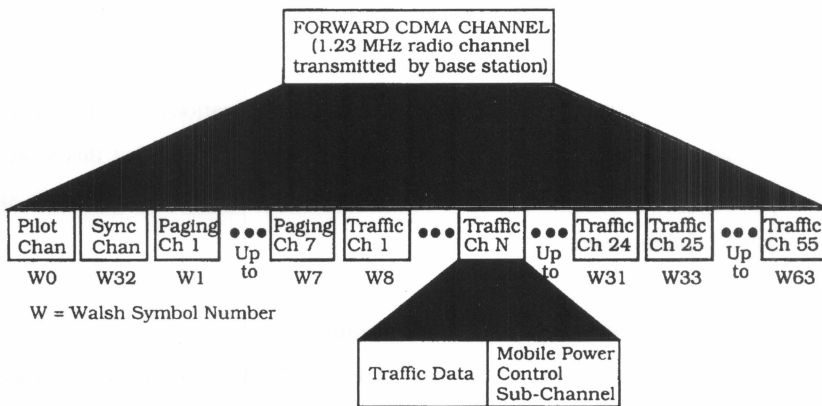 FORWARD CDMA CHANNEL
(1.23 MHz radio channel
transmitted by base station)
Pilot
Chan
Sync
Chan
Paging
Ch 1
•••
Up
to
Paging
Ch 7
Traffic
Ch 1
•••
Traffic
Ch N
•••
Up
to
Traffic
Ch 24
Traffic
Ch 25
•••
Up
to
Traffic
Ch 55
W0
W32
W1
W7
W8
W31
W33
W63
W = Walsh Symbol Number
Traffic Data
Mobile Power
Control
Sub-Channel